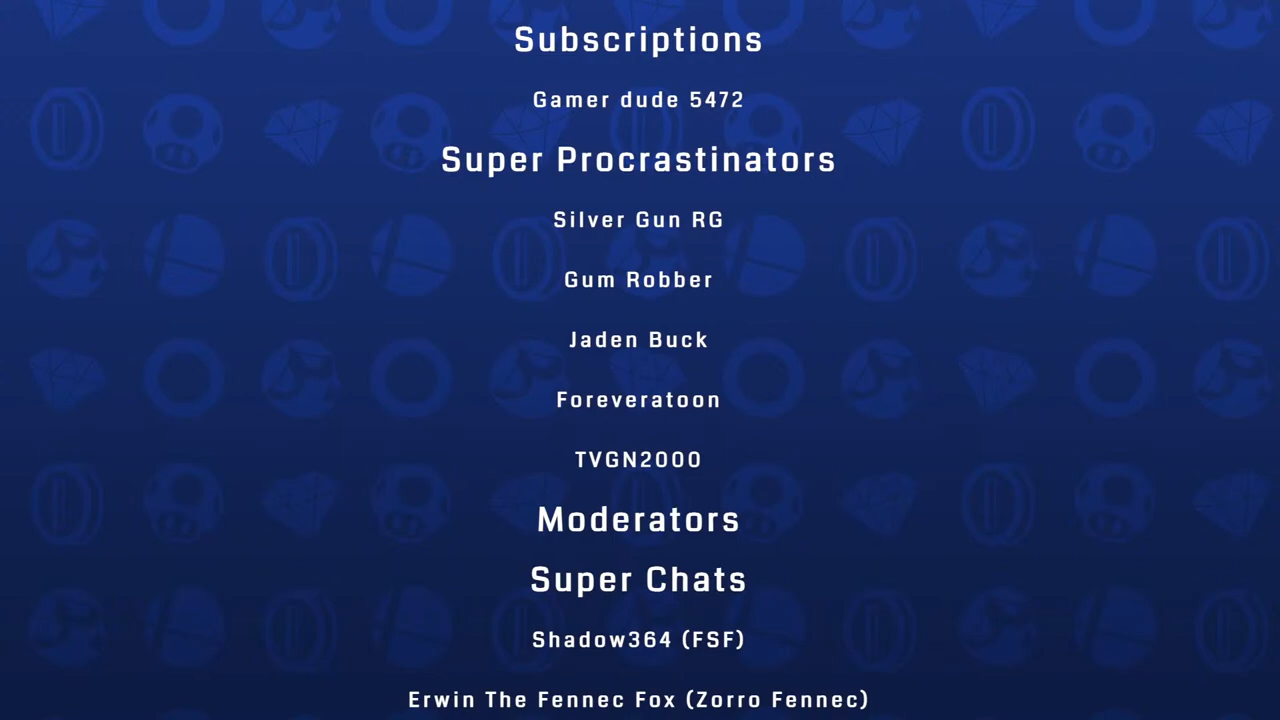 Subscriptions
Gamer dude 5472
Super Procrastinators
Silver Gun RG
Gum Robber
Jaden Buck
Foreveratoon
TVGN2000
Moderators
Super Chats
Shadow364 (FSF)
Erwin The Fennec Fox (Zorro Fennec)